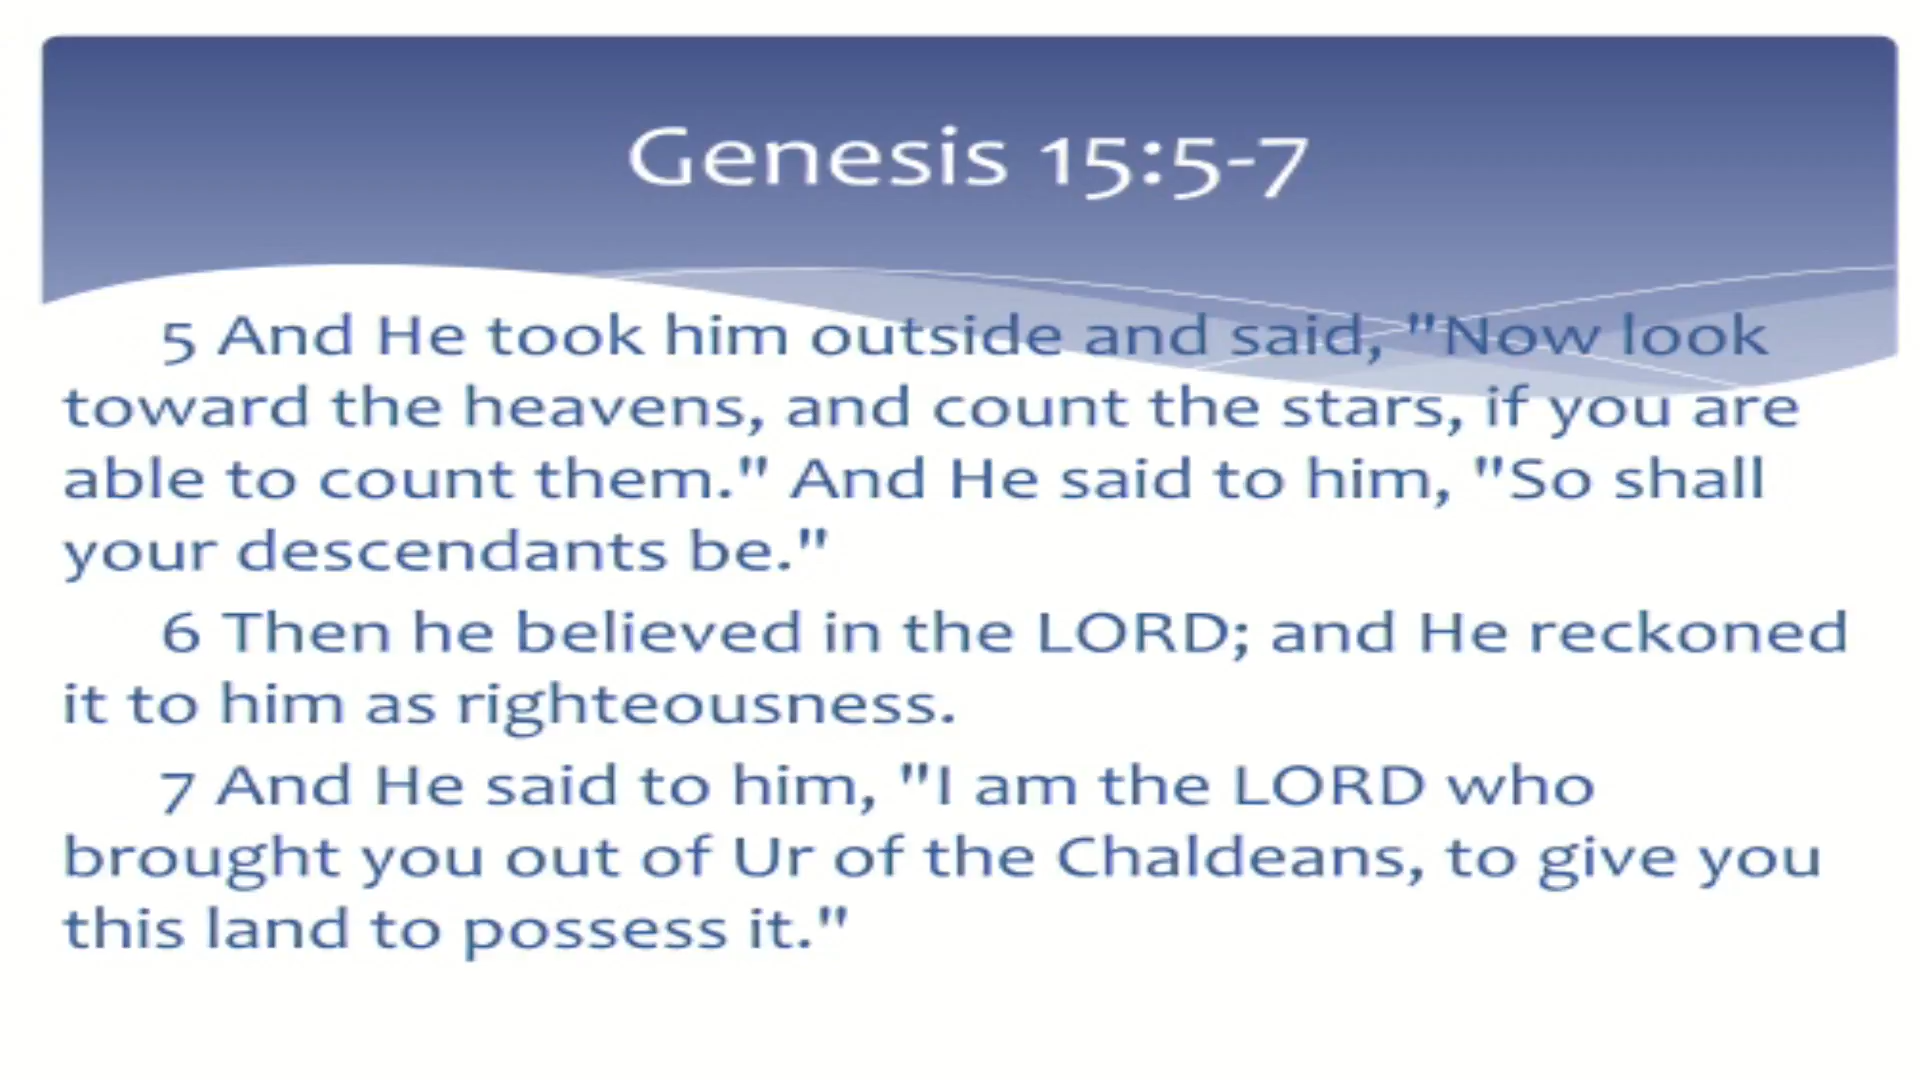 Genesis 15:5-7
5 And He took him outside and said, "Now look
toward the heavens, and count the stars, if you are
able to count them." And He said to him, "So shall
your descendants be."
6 Then he believed in the LORD; and He reckoned
it to him as righteousness.
7 And He said to him, "I am the LORD who
brought you out of Ur of the Chaldeans, to give you
this land to possess it."